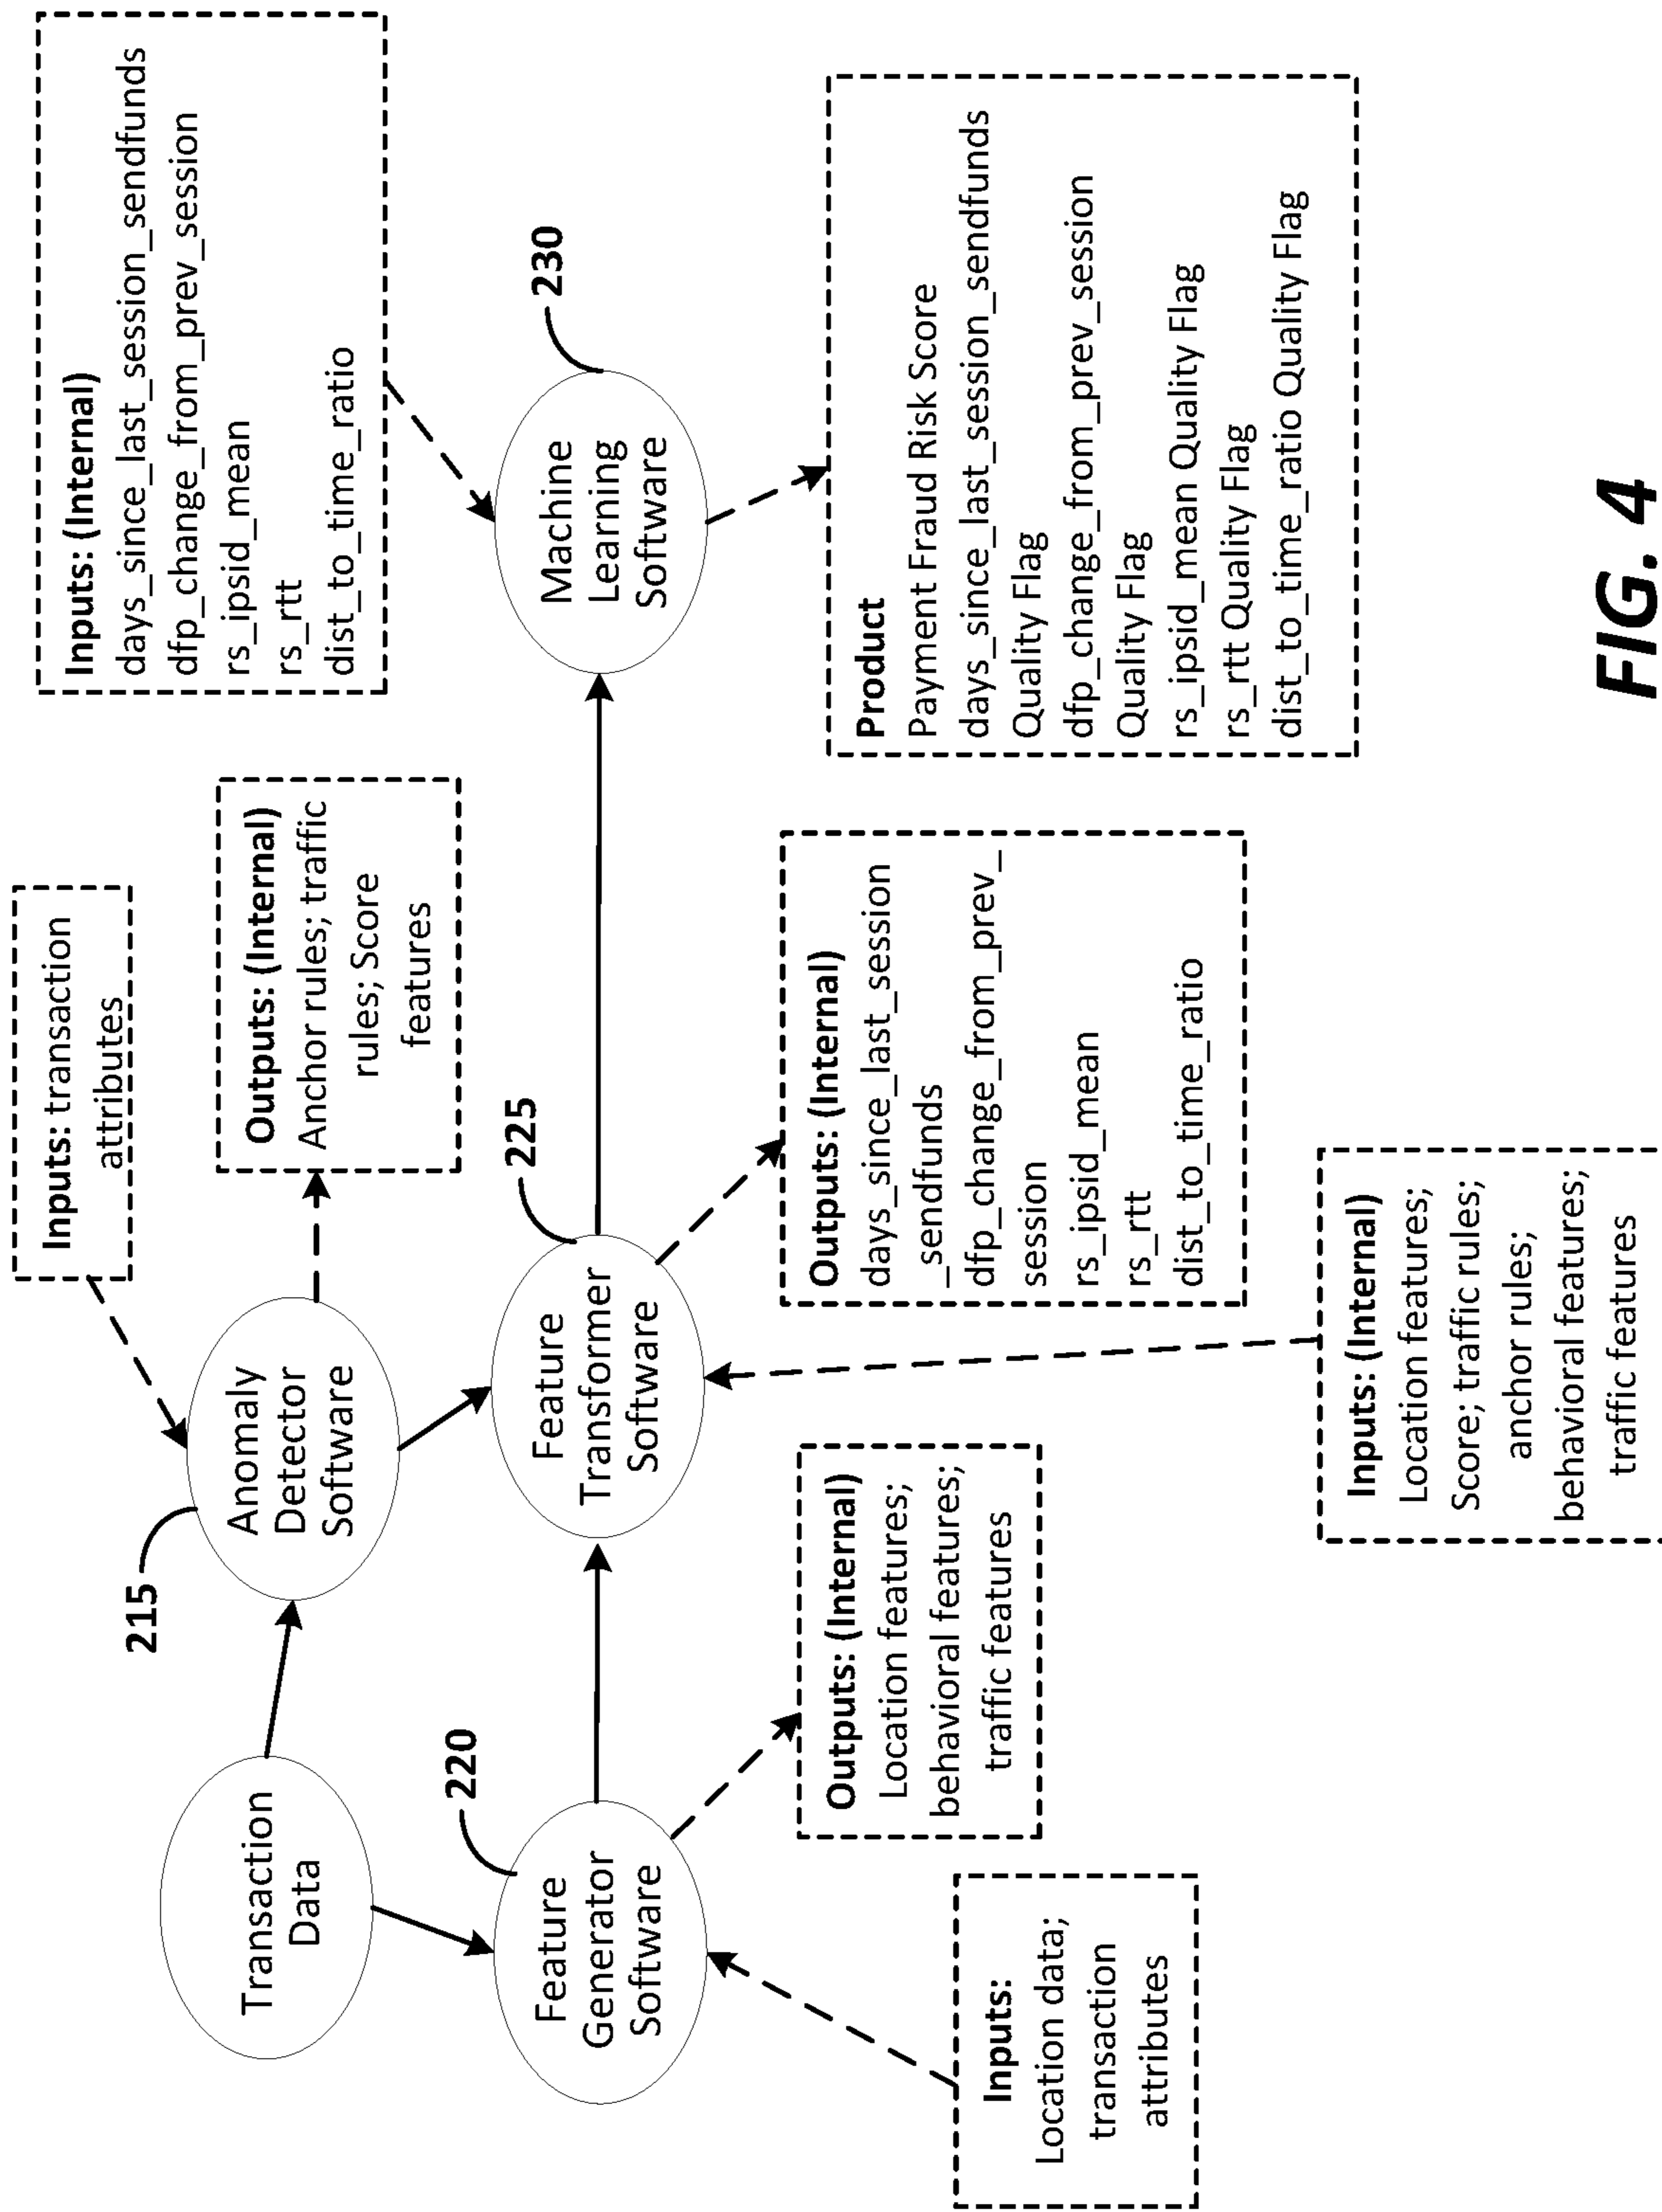 Inputs: transaction
attributes
Inputs: (Internal)
days_since_last_session_sendfunds
dfp_change_from_prev_session
rs_ipsid_mean
rs_rtt
dist_to_time_ratio
215
Transaction
Data
Anomaly
Detector
Software
Outputs: (Internal)
Anchor rules; traffic
rules; Score
features
220
Feature
Generator
Software
225
Feature
Transformer
Software
230
Machine
Learning
Software
Inputs:
Location data;
transaction
attributes
Outputs: (Internal)
Location features;
behavioral features;
traffic features
Outputs: (Internal)
days_since_last_session
_sendfunds
dfp_change_from_prev_
session
rs_ipsid_mean
rs_rtt
dist_to_time_ratio
Product
Payment Fraud Risk Score
days_since_last_session_sendfunds
Quality Flag
dfp_change_from_prev_session
Quality Flag
rs_ipsid_mean Quality Flag
rs_rtt Quality Flag
dist_to_time_ratio Quality Flag
Inputs: (Internal)
Location features;
Score; traffic rules;
anchor rules;
behavioral features;
traffic features
FIG. 4